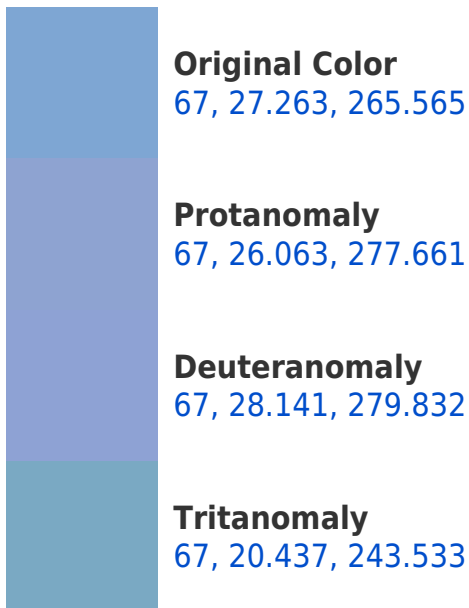 Original Color
67, 27.263, 265.565
Protanomaly
67, 26.063, 277.661
Deuteranomaly
67, 28.141, 279.832
Tritanomaly
67, 20.437, 243.533